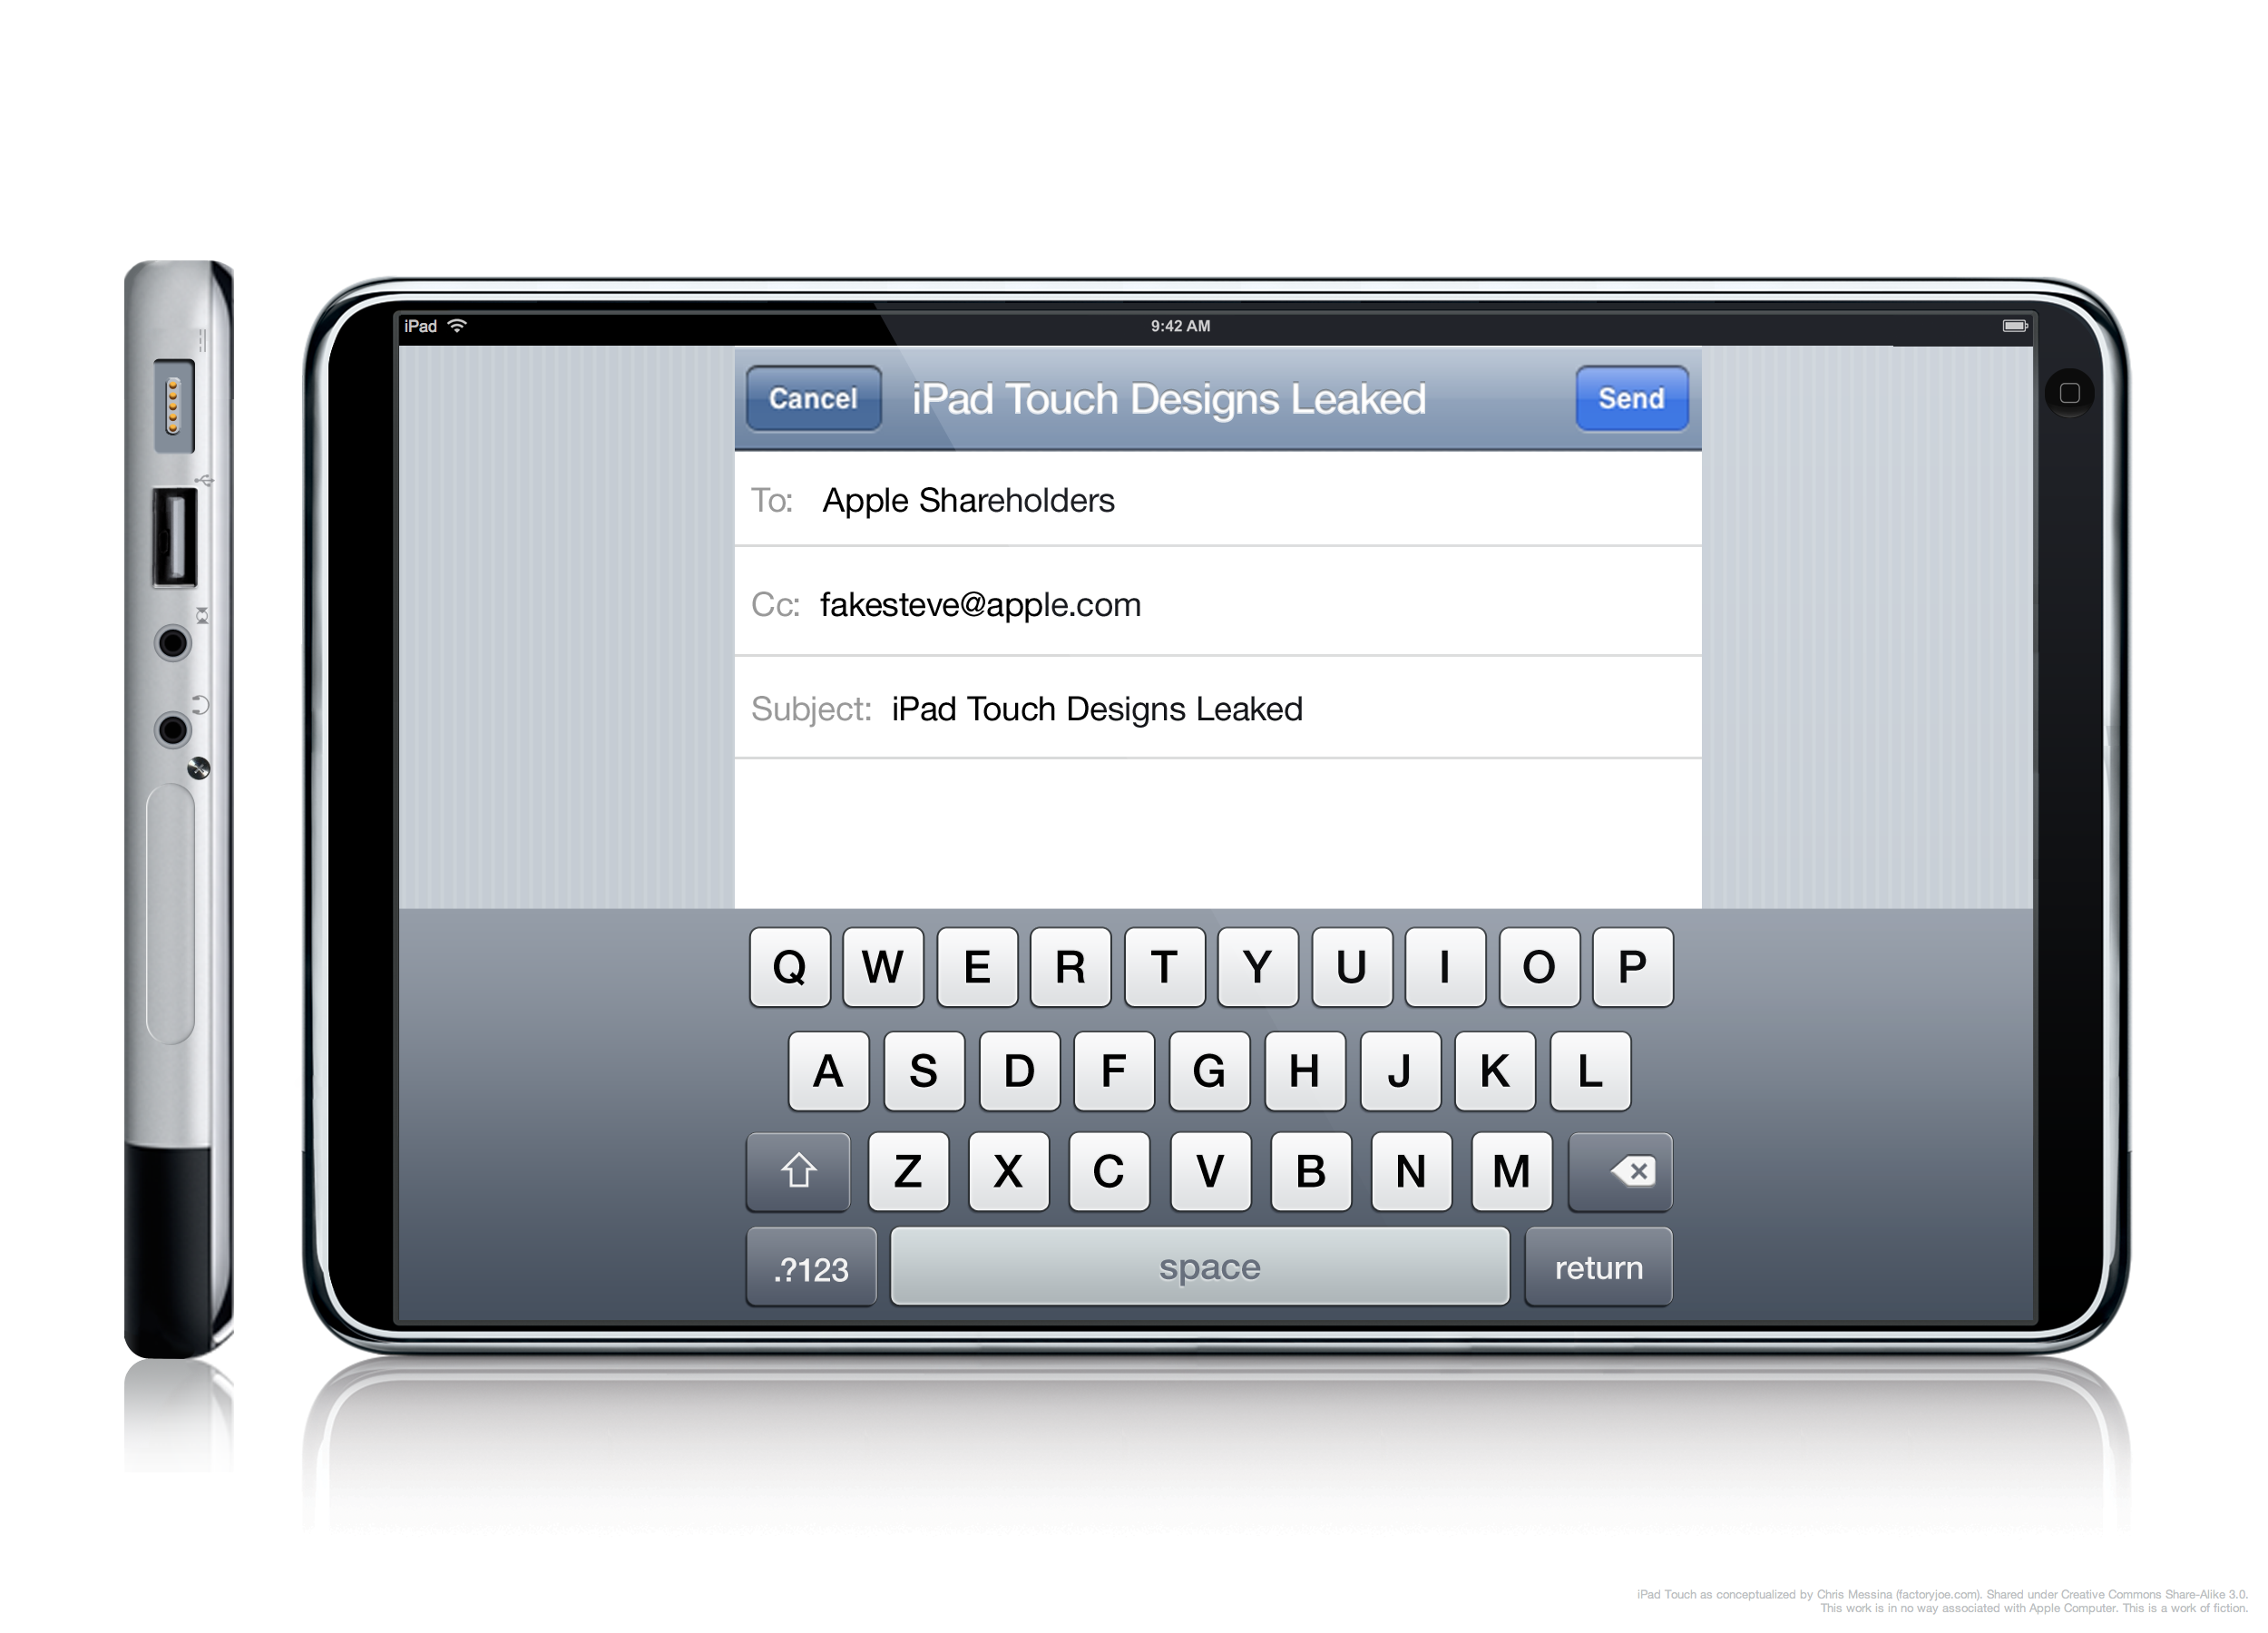 iPad
9:42 AM
Cancel
iPad Touch Designs Leaked
Send
To: Apple Shareholders
Cc: fakesteve@apple.com
Subject: iPad Touch Designs Leaked
Q W E R T Y U I O P
A S D F G H J K L
Z X C V B N M
.?123
space
return
iPad Touch as conceptualized by Chris Messina (factoryjoe.com). Shared under Creative Commons Share-Alike 3.0.
This work is in no way associated with Apple Computer. This is a work of fiction.